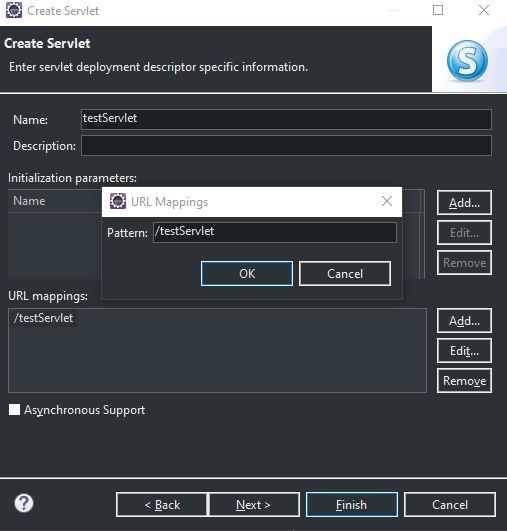 Create Servlet
Create Servlet
Enter servlet deployment descriptor specific information.
S
Name: testServlet
Description:
Initialization parameters:
Name
Add...
Edit...
Remove
URL Mappings
Pattern: /testServlet
OK Cancel
URL mappings:
/testServlet
Add...
Edit...
Remove
Asynchronous Support
? < Back Next > Finish Cancel